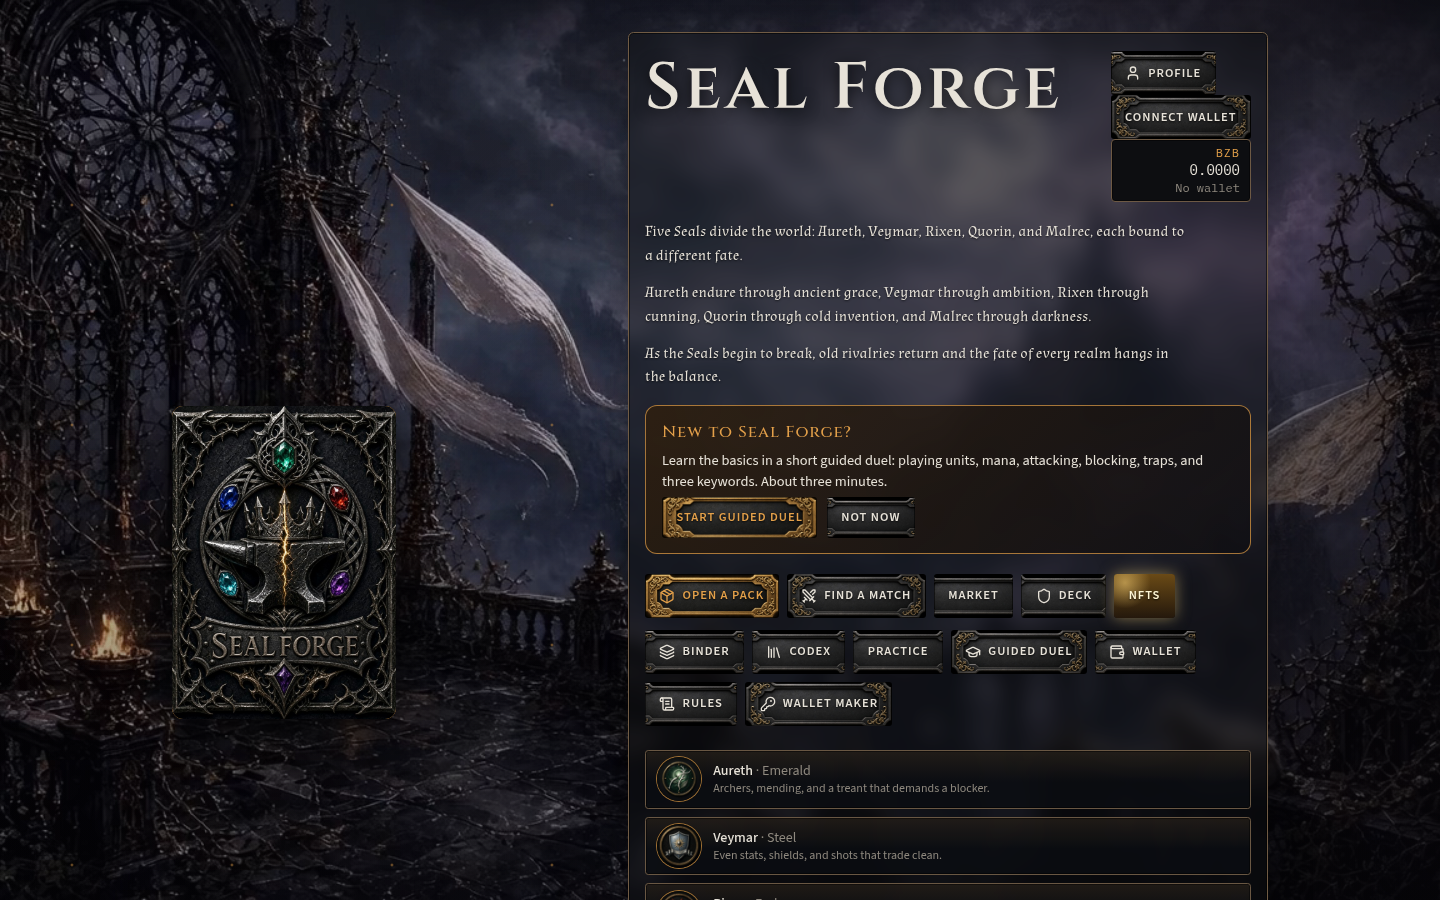 SEAL FORGE
PROFILE
CONNECT WALLET
BZB
0.0000
No wallet
Five Seals divide the world: Aureth, Veymar, Rixen, Quorin, and Malrec, each bound to
a different fate.
Aureth endure through ancient grace, Veymar through ambition, Rixen through
cunning, Quorin through cold invention, and Malrec through darkness.
As the Seals begin to break, old rivalries return and the fate of every realm hangs in
the balance.
NEW TO SEAL FORGE?
Learn the basics in a short guided duel: playing units, mana, attacking, blocking, traps, and
three keywords. About three minutes.
START GUIDED DUEL
NOT NOW
OPEN A PACK
FIND A MATCH
MARKET
DECK
NFTS
BINDER
CODEX
PRACTICE
GUIDED DUEL
WALLET
RULES
WALLET MAKER
SEAL FORGE
Aureth · Emerald
Archers, mending, and a treant that demands a blocker.
Veymar · Steel
Even stats, shields, and shots that trade clean.